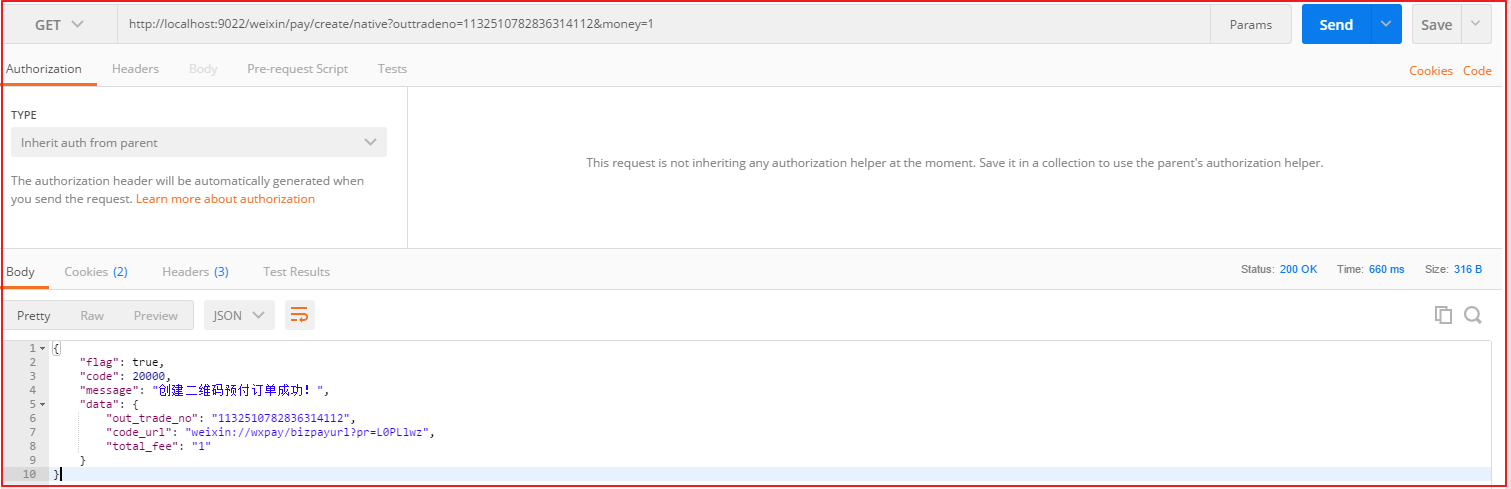 GET http://localhost:9022/weixin/pay/create/native?outtradeno=1132510782836314112&money=1 Params Send Save
Authorization Headers Body Pre-request Script Tests Cookies Code
TYPE
Inherit auth from parent
This request is not inheriting any authorization helper at the moment. Save it in a collection to use the parent's authorization helper.
The authorization header will be automatically generated when
you send the request. Learn more about authorization
Body Cookies (2) Headers (3) Test Results Status: 200 OK Time: 660 ms Size: 316 B
Pretty Raw Preview JSON
1 {
2 "flag": true,
3 "code": 20000,
4 "message": "创建二维码预付订单成功！",
5 "data": {
6 "out_trade_no": "1132510782836314112",
7 "code_url": "weixin://wxpay/bizpayurl?pr=L0PLlwz",
8 "total_fee": "1"
9 }
10 }